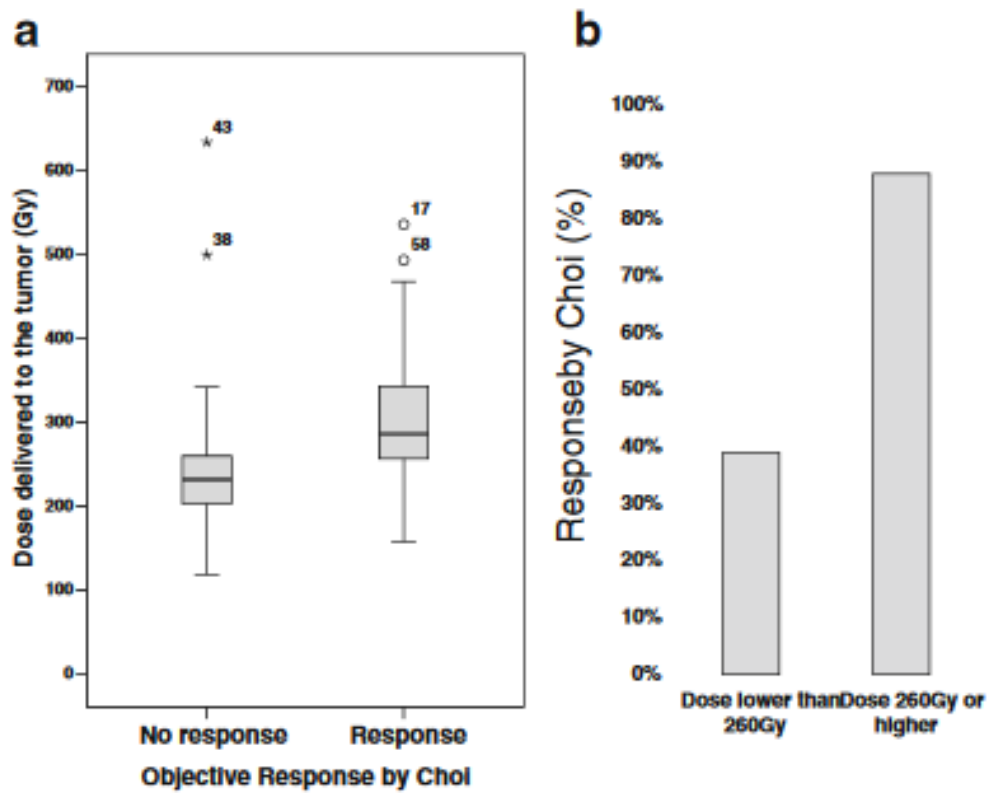 a
Dose delivered to the tumor (Gy)
700
600
500
400
300
200
100
0
43
38
17
58
No response
Response
Objective Response by Choi
b
Responseby Choi (%)
100%
90%
80%
70%
60%
50%
40%
30%
20%
10%
0%
Dose lower than
260Gy
Dose 260Gy or
higher